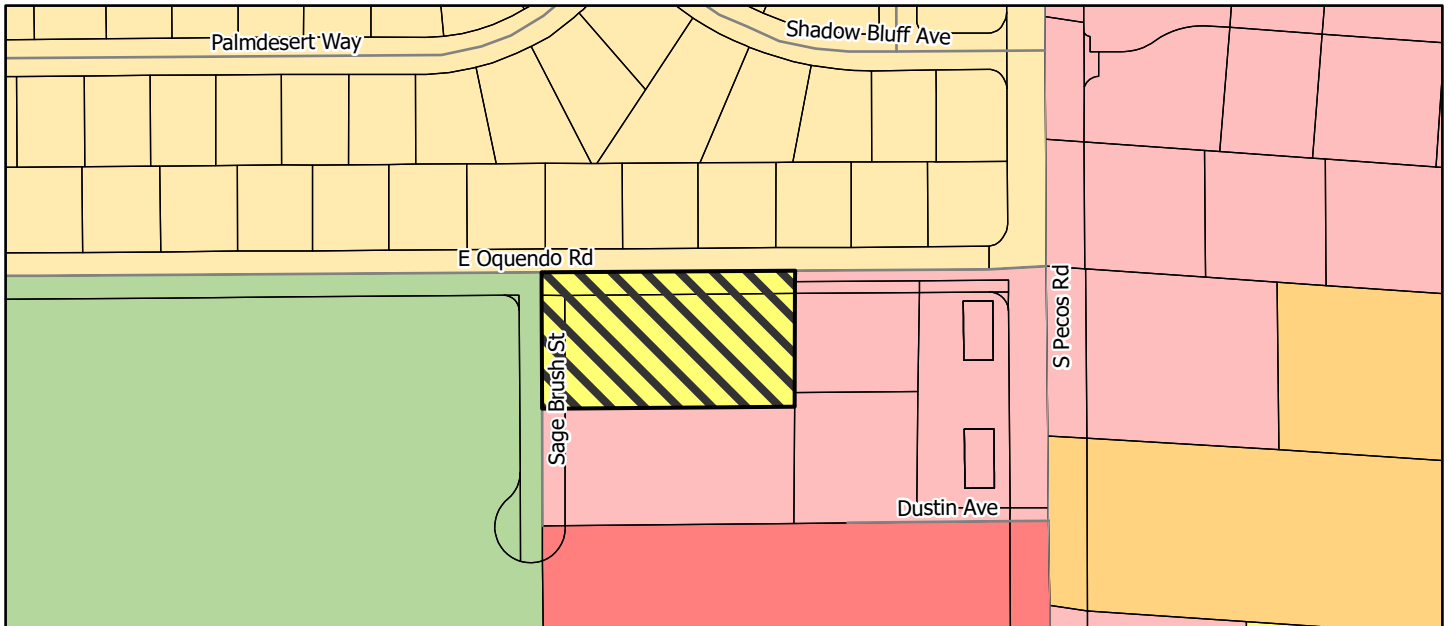 Palmdesert Way
Shadow-Bluff Ave
E Oquendo Rd
S Pecos Rd
Sage Brush St
Dustin Ave